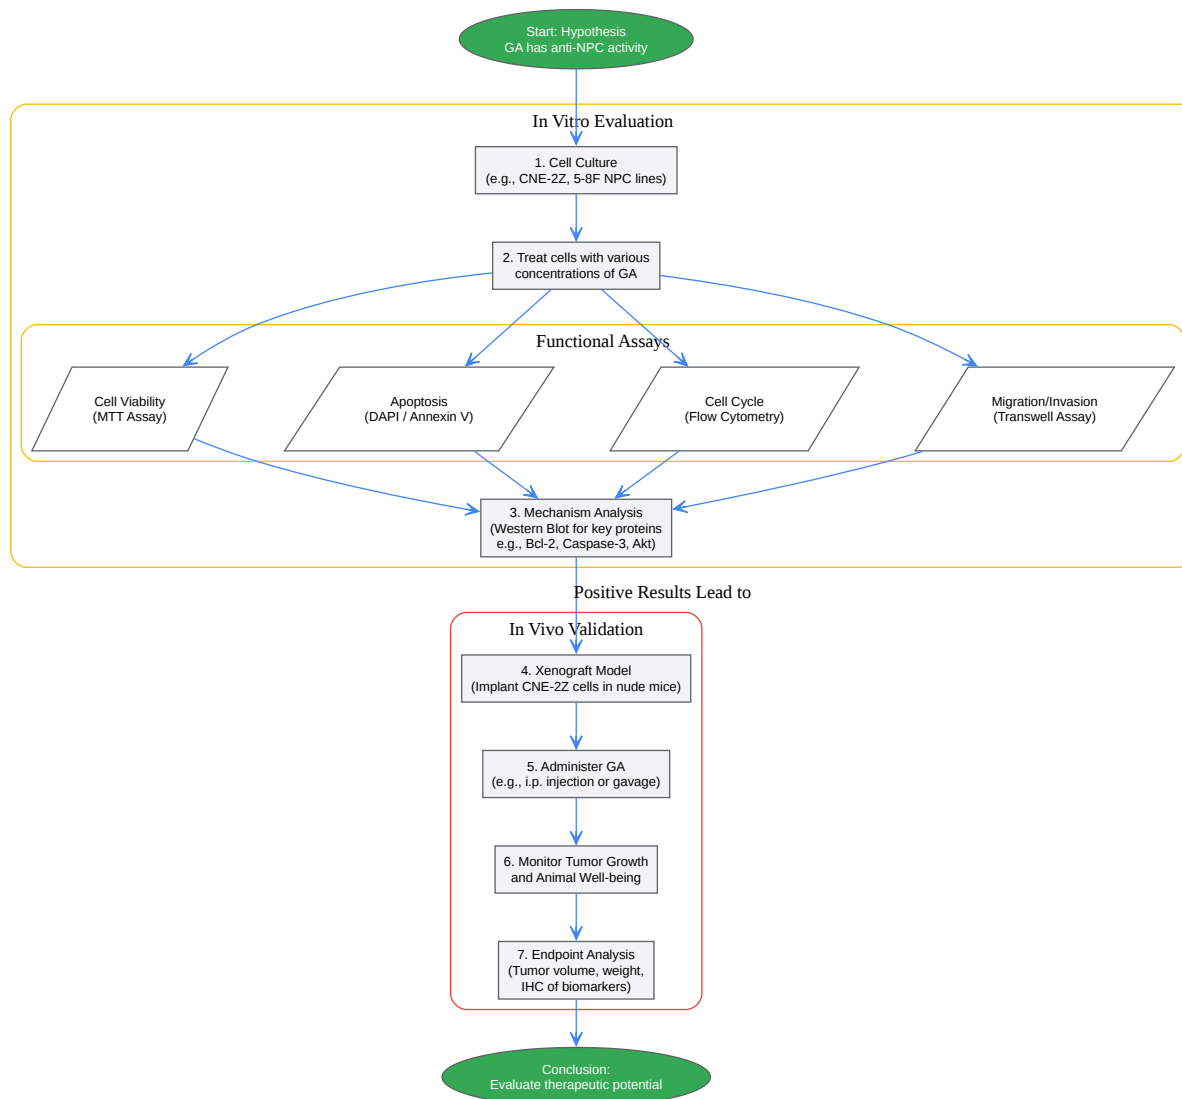 Start: Hypothesis
GA has anti-NPC activity
In Vitro Evaluation
1. Cell Culture
(e.g., CNE-2Z, 5-8F NPC lines)
2. Treat cells with various
concentrations of GA
Functional Assays
Cell Viability
(MTT Assay)
Apoptosis
(DAPI / Annexin V)
Cell Cycle
(Flow Cytometry)
Migration/Invasion
(Transwell Assay)
3. Mechanism Analysis
(Western Blot for key proteins
e.g., Bcl-2, Caspase-3, Akt)
Positive Results Lead to
In Vivo Validation
4. Xenograft Model
(Implant CNE-2Z cells in nude mice)
5. Administer GA
(e.g., i.p. injection or gavage)
6. Monitor Tumor Growth
and Animal Well-being
7. Endpoint Analysis
(Tumor volume, weight,
IHC of biomarkers)
Conclusion:
Evaluate therapeutic potential